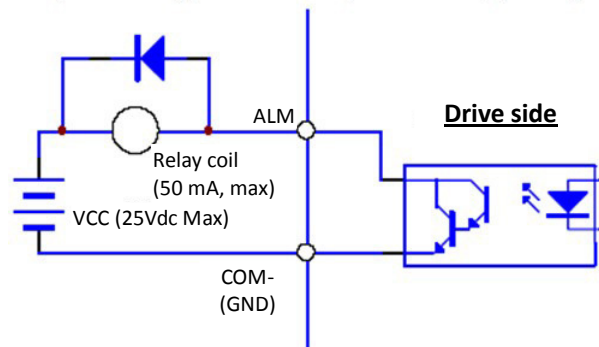 ALM
Drive side
Relay coil
(50 mA, max)
VCC (25Vdc Max)
COM-
(GND)